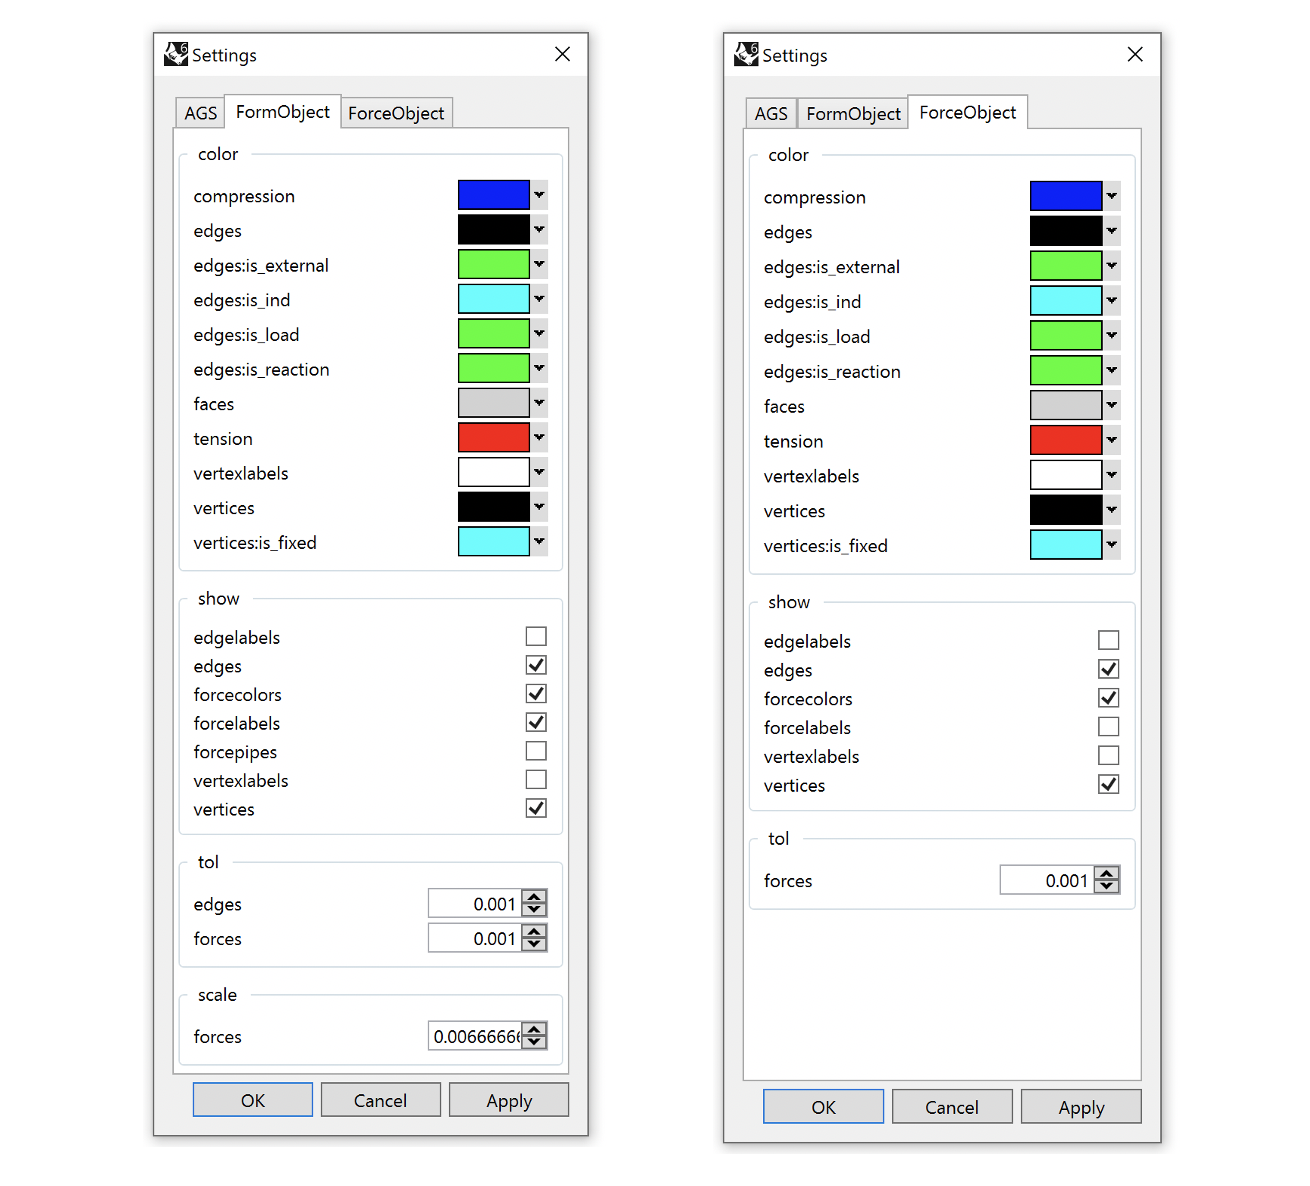 Settings
AGS FormObject ForceObject
color
compression
edges
edges:is_external
edges:is_ind
edges:is_load
edges:is_reaction
faces
tension
vertexlabels
vertices
vertices:is_fixed
show
edgelabels
edges
forcecolors
forcelabels
forcepipes
vertexlabels
vertices
tol
edges 0.001
forces 0.001
scale
forces 0.0066666
OK Cancel Apply
Settings
AGS FormObject ForceObject
color
compression
edges
edges:is_external
edges:is_ind
edges:is_load
edges:is_reaction
faces
tension
vertexlabels
vertices
vertices:is_fixed
show
edgelabels
edges
forcecolors
forcelabels
vertexlabels
vertices
tol
forces 0.001
OK Cancel Apply